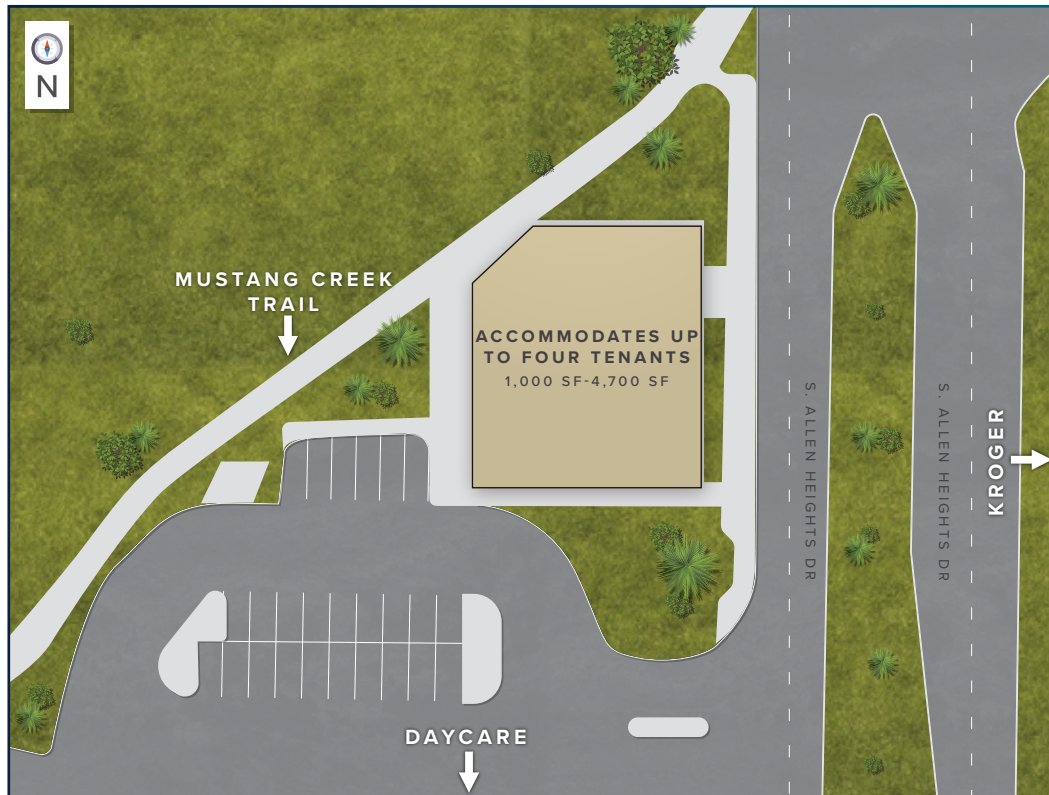 N
MUSTANG CREEK
TRAIL
ACCOMMODATES UP
TO FOUR TENANTS
1,000 SF-4,700 SF
S. ALLEN HEIGHTS DR
S. ALLEN HEIGHTS DR
KROGER
DAYCARE